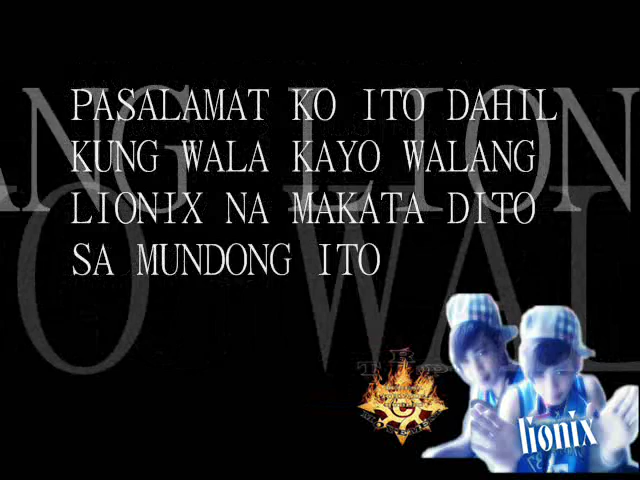 PASALAMAT KO ITO DAHIL
KUNG WALA KAYO WALANG
LIONIX NA MAKATA DITO
SA MUNDONG ITO
lionix